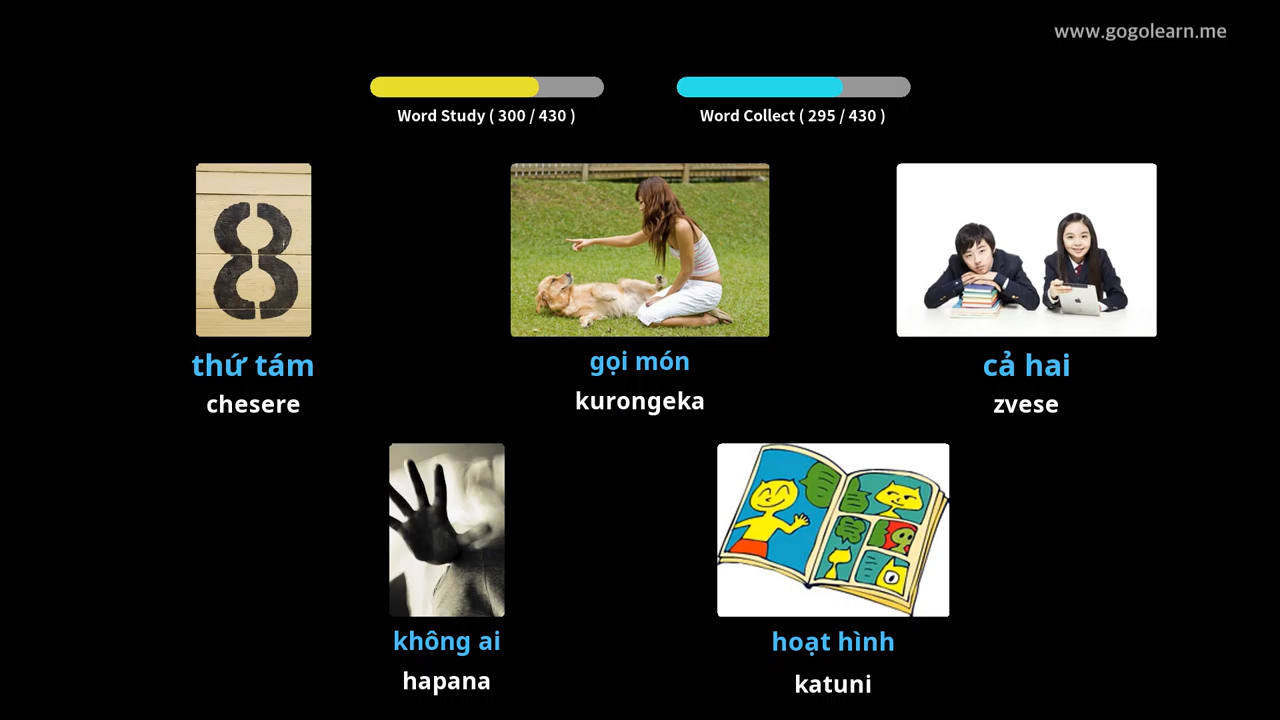 www.gogolearn.me
Word Study ( 300 / 430 )
Word Collect ( 295 / 430 )
8
thứ tám
chesere
gọi món
kurongeka
cả hai
zvese
không ai
hapana
hoạt hình
katuni